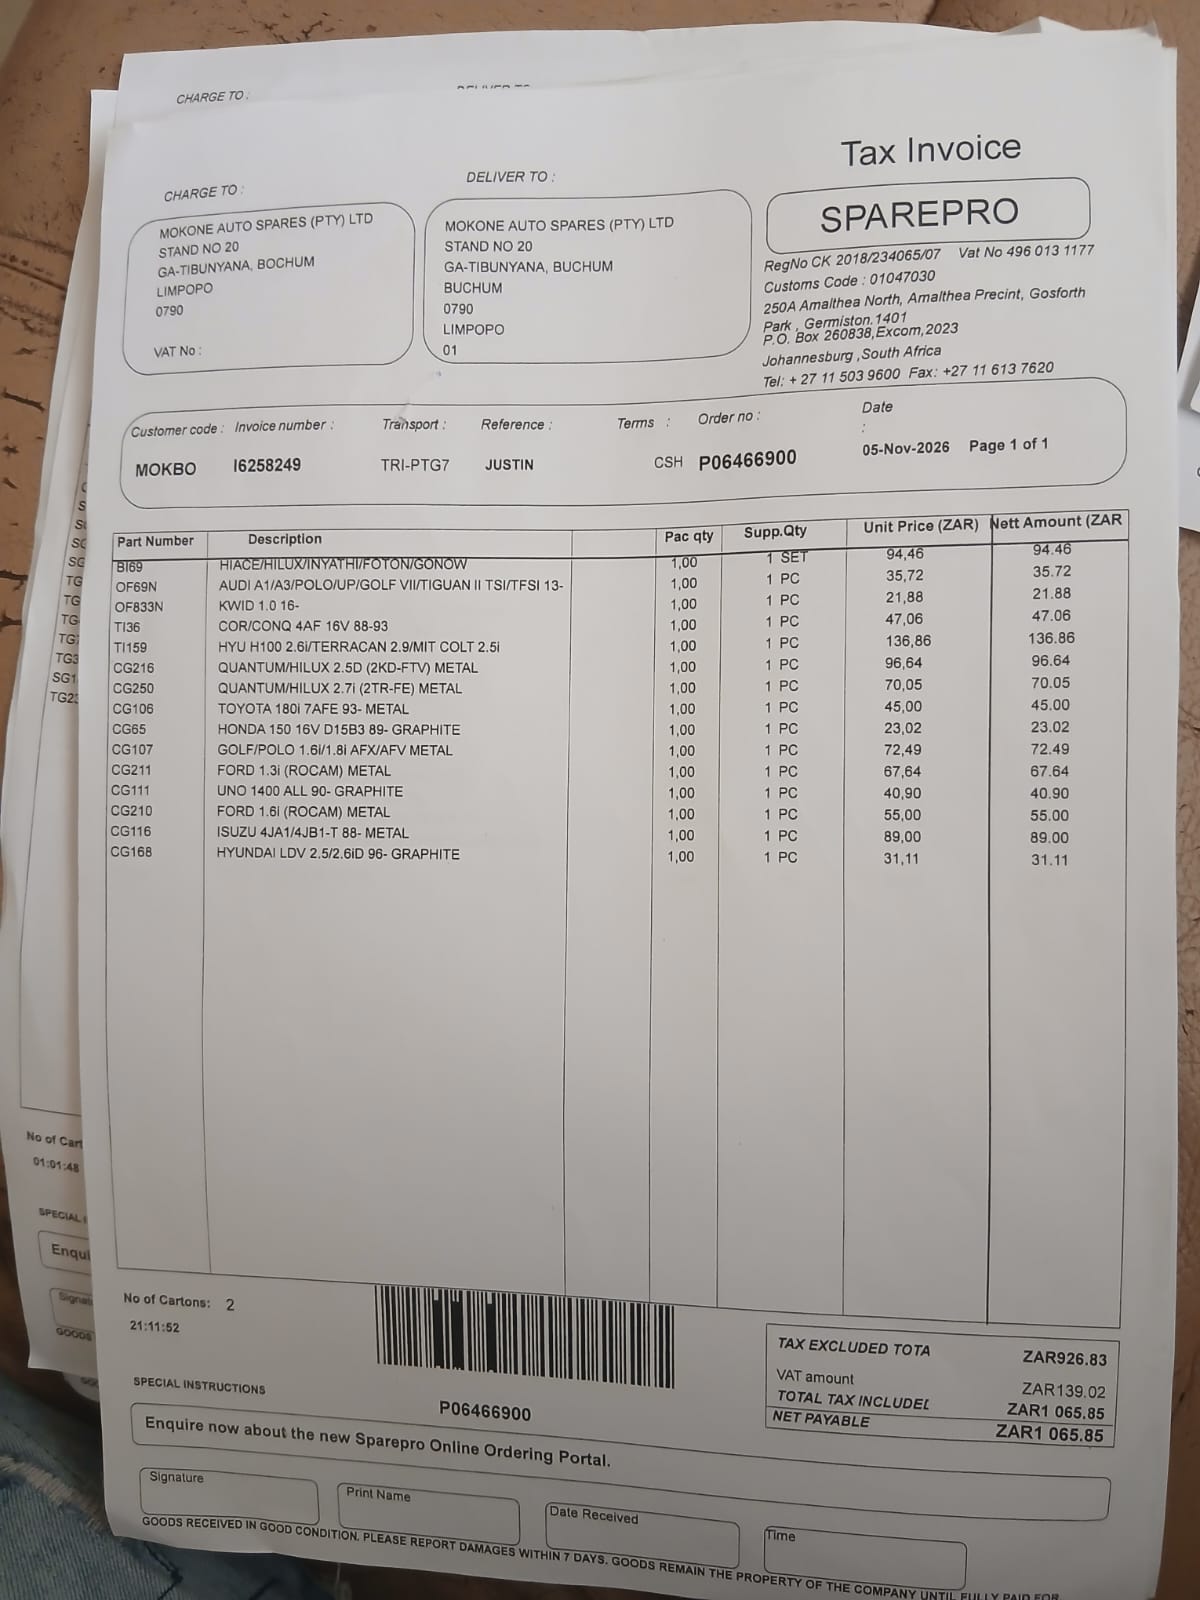 CHARGE TO :
Tax Invoice
CHARGE TO :
DELIVER TO :
MOKONE AUTO SPARES (PTY) LTD
STAND NO 20
GA-TIBUNYANA, BOCHUM
LIMPOPO
0790
VAT No :
MOKONE AUTO SPARES (PTY) LTD
STAND NO 20
GA-TIBUNYANA, BUCHUM
BUCHUM
0790
LIMPOPO
01
SPAREPRO
RegNo CK 2018/234065/07 Vat No 496 013 1177
Customs Code : 01047030
250A Amalthea North, Amalthea Precint, Gosforth
Park , Germiston.1401
P.O. Box 260838,Excom,2023
Johannesburg ,South Africa
Tel: + 27 11 503 9600 Fax: +27 11 613 7620
Customer code : Invoice number : Transport : Reference : Terms : Order no : Date :
MOKBO I6258249 TRI-PTG7 JUSTIN CSH P06466900 05-Nov-2026 Page 1 of 1
Part Number Description Pac qty Supp.Qty Unit Price (ZAR) Nett Amount (ZAR
BI69 HIACE/HILUX/INYATHI/FOTON/GONOW 1,00 1 SET 94,46 94.46
OF69N AUDI A1/A3/POLO/UP/GOLF VII/TIGUAN II TSI/TFSI 13- 1,00 1 PC 35,72 35.72
OF833N KWID 1.0 16- 1,00 1 PC 21,88 21.88
TI36 COR/CONQ 4AF 16V 88-93 1,00 1 PC 47,06 47.06
TI159 HYU H100 2.6i/TERRACAN 2.9/MIT COLT 2.5i 1,00 1 PC 136,86 136.86
CG216 QUANTUM/HILUX 2.5D (2KD-FTV) METAL 1,00 1 PC 96,64 96.64
CG250 QUANTUM/HILUX 2.7i (2TR-FE) METAL 1,00 1 PC 70,05 70.05
CG106 TOYOTA 180i 7AFE 93- METAL 1,00 1 PC 45,00 45.00
CG65 HONDA 150 16V D15B3 89- GRAPHITE 1,00 1 PC 23,02 23.02
CG107 GOLF/POLO 1.6i/1.8i AFX/AFV METAL 1,00 1 PC 72,49 72.49
CG211 FORD 1.3i (ROCAM) METAL 1,00 1 PC 67,64 67.64
CG111 UNO 1400 ALL 90- GRAPHITE 1,00 1 PC 40,90 40.90
CG210 FORD 1.6i (ROCAM) METAL 1,00 1 PC 55,00 55.00
CG116 ISUZU 4JA1/4JB1-T 88- METAL 1,00 1 PC 89,00 89.00
CG168 HYUNDAI LDV 2.5/2.6iD 96- GRAPHITE 1,00 1 PC 31,11 31.11
No of Cartons: 2
21:11:52
P06466900
TAX EXCLUDED TOTA ZAR926.83
VAT amount ZAR139.02
TOTAL TAX INCLUDEL ZAR1 065.85
NET PAYABLE ZAR1 065.85
SPECIAL INSTRUCTIONS
Enquire now about the new Sparepro Online Ordering Portal.
Signature
Print Name
Date Received
Time
GOODS RECEIVED IN GOOD CONDITION. PLEASE REPORT DAMAGES WITHIN 7 DAYS. GOODS REMAIN THE PROPERTY OF THE COMPANY UNTIL FULLY PAID FOR
No of Cart
01:01:48
SPECIAL I
Enqui
Signat
GOODS